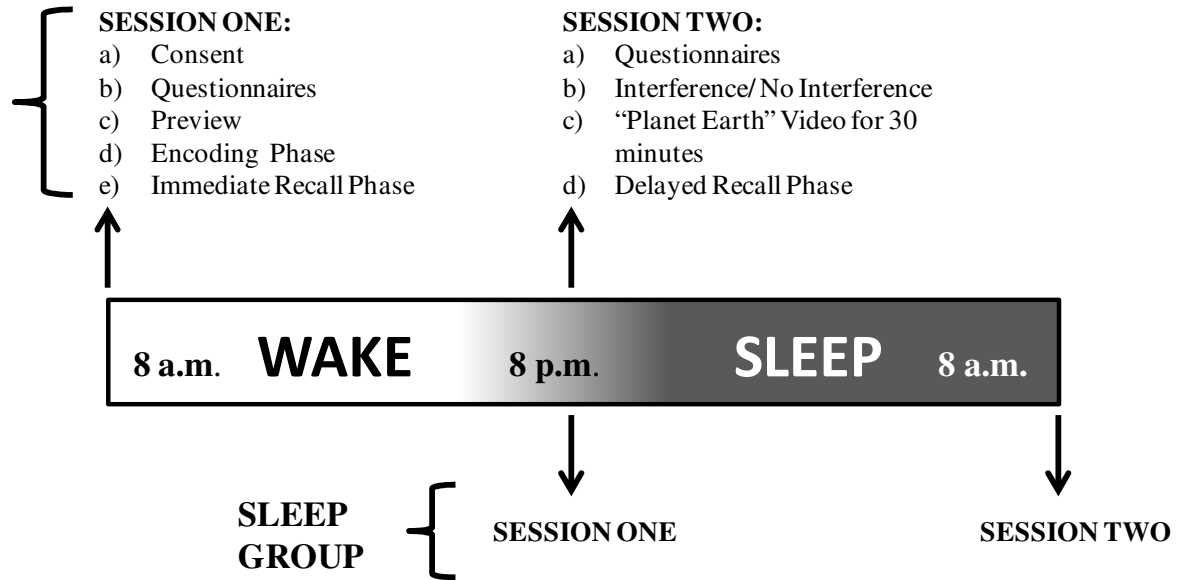 SESSION ONE:
a) Consent
b) Questionnaires
c) Preview
d) Encoding Phase
e) Immediate Recall Phase
SESSION TWO:
a) Questionnaires
b) Interference/ No Interference
c) “Planet Earth” Video for 30
minutes
d) Delayed Recall Phase
8 a.m. WAKE 8 p.m. SLEEP 8 a.m.
SLEEP
GROUP
SESSION ONE
SESSION TWO